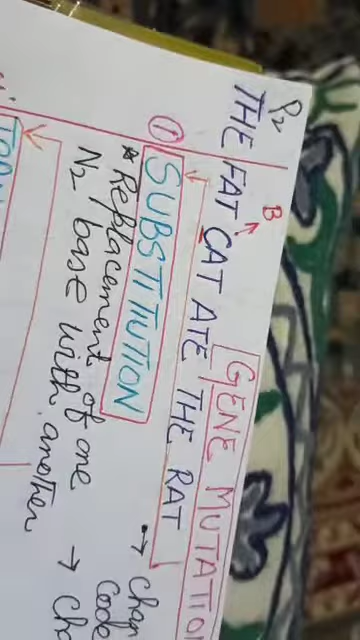 P2
GENE MUTATIO
B
THE FAT CAT ATE THE RAT
① SUBSTITUTION
* Replacement of one → chan
N2 base with another Code
→ cha